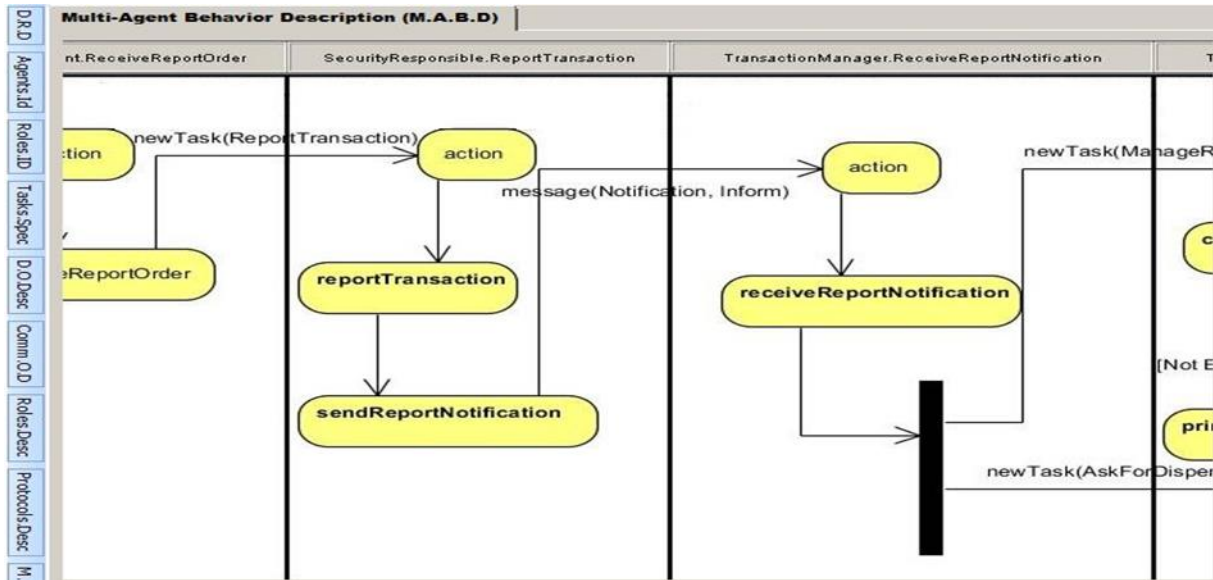 D.R.D
Agents.Id
Roles.ID
Tasks.Spec
D.O.Desc
Comm.O.D
Roles.Desc
Protocols.Desc
M.
Multi-Agent Behavior Description (M.A.B.D)
nt.ReceiveReportOrder
SecurityResponsible.ReportTransaction
TransactionManager.ReceiveReportNotification
T
newTask(ReportTransaction)
ction
action
message(Notification, Inform)
action
newTask(ManageR
eReportOrder
reportTransaction
receiveReportNotification
c
[Not E
sendReportNotification
prin
newTask(AskForDisper